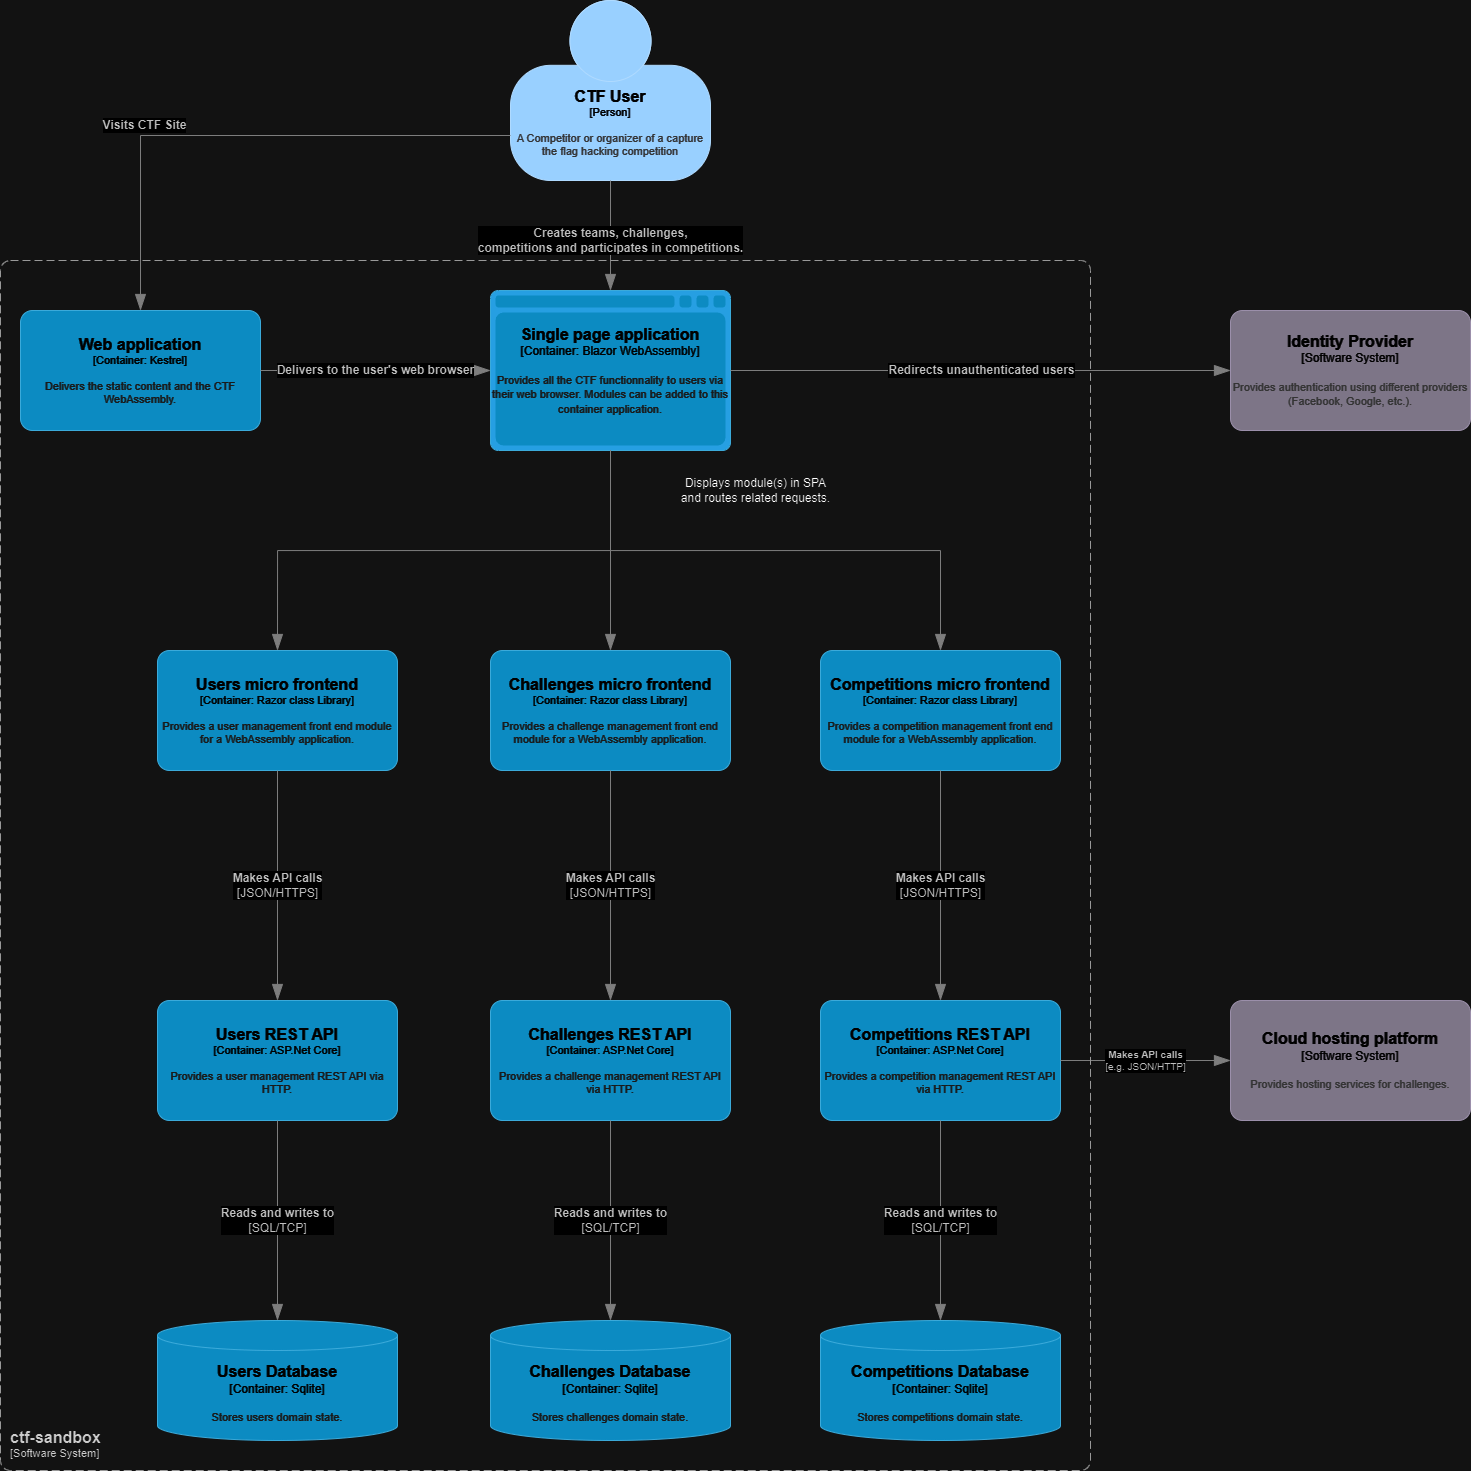 CTF User
[Person]
A Competitor or organizer of a capture
the flag hacking competition
Visits CTF Site
Creates teams, challenges,
competitions and participates in competitions.
Web application
[Container: Kestrel]
Delivers the static content and the CTF
WebAssembly.
Delivers to the user's web browser
Single page application
[Container: Blazor WebAssembly]
Provides all the CTF functionnality to users via
their web browser. Modules can be added to this
container application.
Redirects unauthenticated users
Identity Provider
[Software System]
Provides authentication using different providers
(Facebook, Google, etc.).
Displays module(s) in SPA
and routes related requests.
Users micro frontend
[Container: Razor class Library]
Provides a user management front end module
for a WebAssembly application.
Challenges micro frontend
[Container: Razor class Library]
Provides a challenge management front end
module for a WebAssembly application.
Competitions micro frontend
[Container: Razor class Library]
Provides a competition management front end
module for a WebAssembly application.
Makes API calls
[JSON/HTTPS]
Makes API calls
[JSON/HTTPS]
Makes API calls
[JSON/HTTPS]
Users REST API
[Container: ASP.Net Core]
Provides a user management REST API via
HTTP.
Challenges REST API
[Container: ASP.Net Core]
Provides a challenge management REST API
via HTTP.
Competitions REST API
[Container: ASP.Net Core]
Provides a competition management REST API
via HTTP.
Makes API calls
[e.g. JSON/HTTP]
Cloud hosting platform
[Software System]
Provides hosting services for challenges.
Reads and writes to
[SQL/TCP]
Reads and writes to
[SQL/TCP]
Reads and writes to
[SQL/TCP]
Users Database
[Container: Sqlite]
Stores users domain state.
Challenges Database
[Container: Sqlite]
Stores challenges domain state.
Competitions Database
[Container: Sqlite]
Stores competitions domain state.
ctf-sandbox
[Software System]